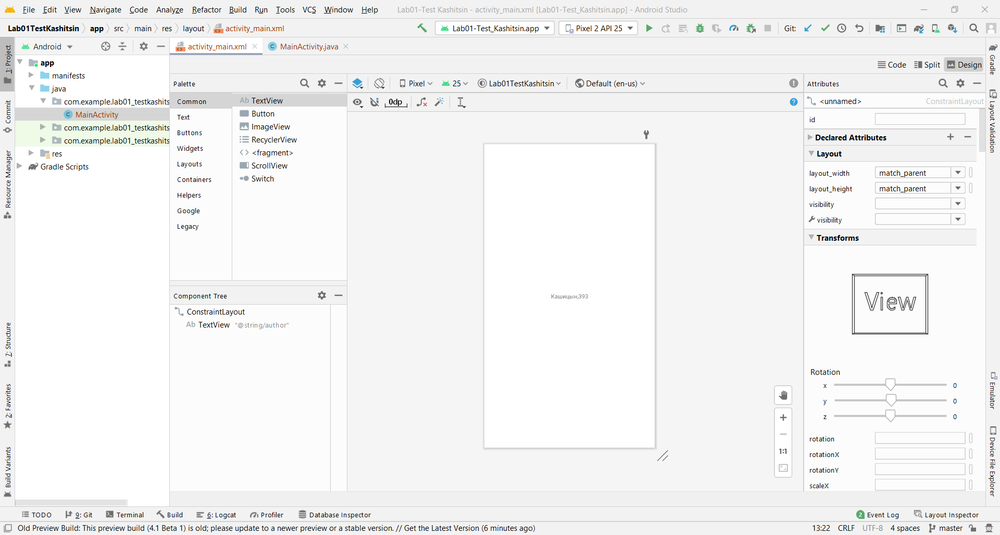 File Edit View Navigate Code Analyze Refactor Build Run Tools VCS Window Help Lab01-Test Kashitsin - activity_main.xml [Lab01-Test_Kashitsin.app] - Android Studio
Lab01TestKashitsin app src main res layout activity_main.xml Lab01-Test_Kashitsin.app Pixel 2 API 25 Git:
Android activity_main.xml MainActivity.java
Code Split Design
1: Project
Commit
Resource Manager
7: Structure
2: Favorites
Build Variants
app
manifests
java
com.example.lab01_testkashits
MainActivity
com.example.lab01_testkashits
com.example.lab01_testkashits
res
Gradle Scripts
Palette
Common
Text
Buttons
Widgets
Layouts
Containers
Helpers
Google
Legacy
Ab TextView
Button
ImageView
RecyclerView
<fragment>
ScrollView
Switch
Component Tree
ConstraintLayout
Ab TextView "@string/author"
Pixel 25 Lab01TestKashitsin Default (en-us)
0dp
Кашицын,393
1:1
Attributes
<unnamed> ConstraintLayout
id
Declared Attributes
Layout
layout_width match_parent
layout_height match_parent
visibility
visibility
Transforms
View
Rotation
x 0
y 0
z 0
rotation
rotationX
rotationY
scaleX
Gradle
Layout Validation
Emulator
Device File Explorer
TODO 9: Git Terminal Build 6: Logcat Profiler Database Inspector 2 Event Log Layout Inspector
Old Preview Build: This preview build (4.1 Beta 1) is old; please update to a newer preview or a stable version. // Get the Latest Version (6 minutes ago) 13:22 CRLF UTF-8 4 spaces master